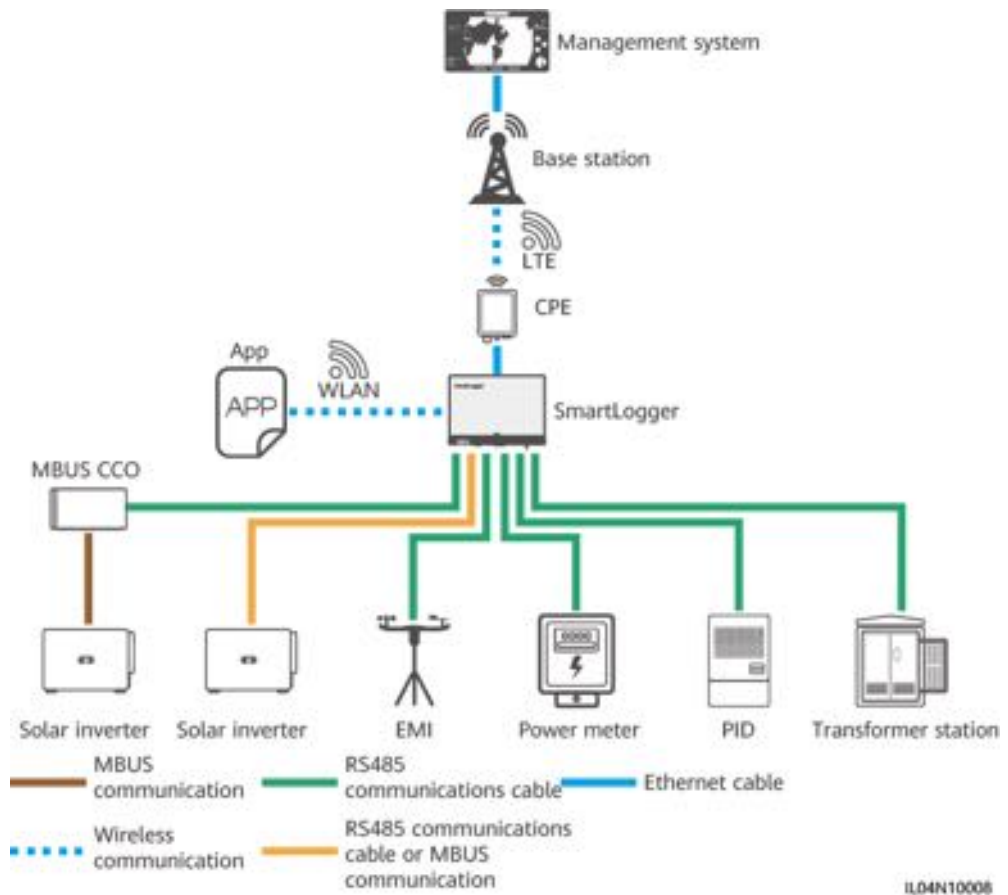 Management system
Base station
LTE
CPE
App
WLAN
APP
SmartLogger
MBUS CCO
Solar inverter
Solar inverter
EMI
Power meter
PID
Transformer station
MBUS
communication
RS485
communications cable
Ethernet cable
Wireless
communication
RS485 communications
cable or MBUS
communication
IL04N10008